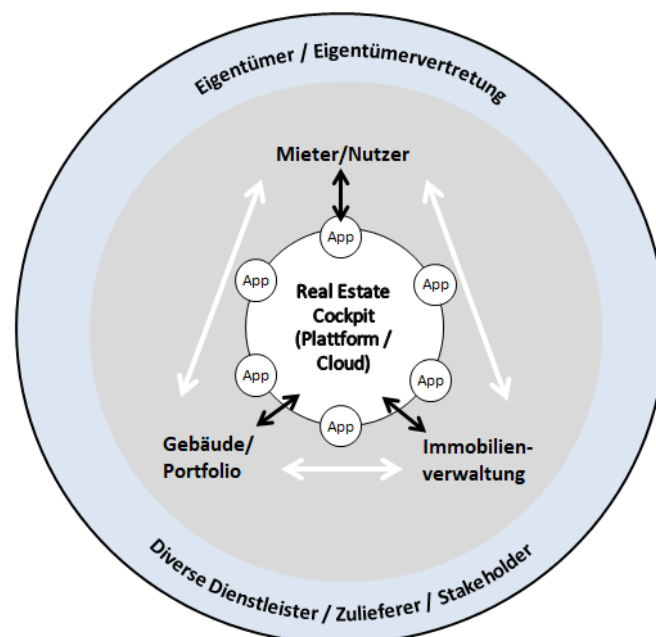 Eigentümer / Eigentümervertretung
Mieter/Nutzer
App
App
App
Real Estate
Cockpit
(Plattform /
Cloud)
App
App
App
Gebäude/
Portfolio
Immobilien-
verwaltung
Diverse Dienstleister / Zulieferer / Stakeholder